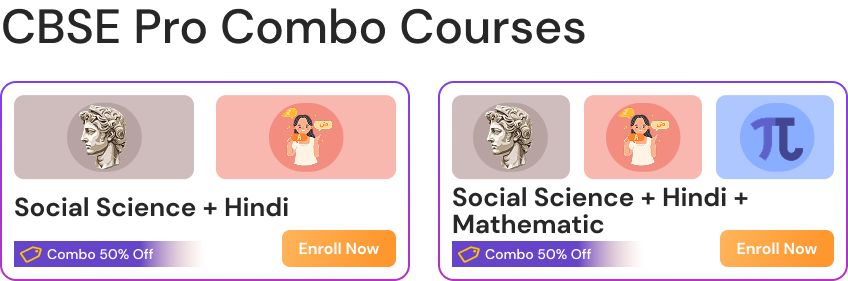 CBSE Pro Combo Courses
Social Science + Hindi
Combo 50% Off
Enroll Now
Social Science + Hindi +
Mathematic
Combo 50% Off
Enroll Now